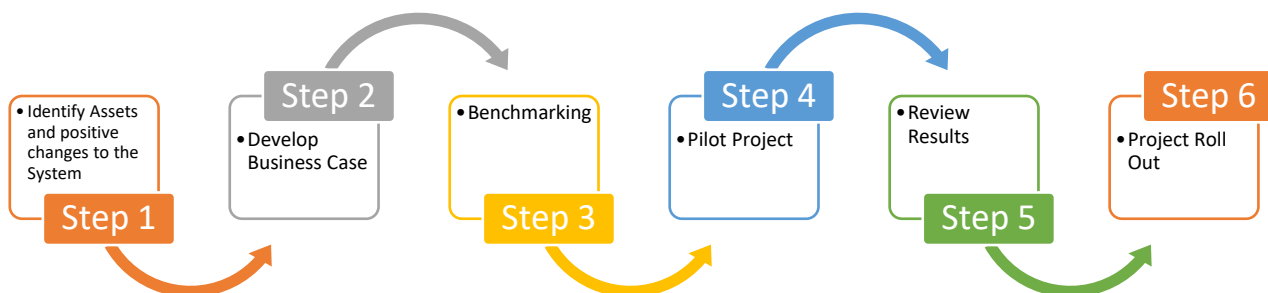 • Identify Assets
and positive
changes to the
System
Step 1
Step 2
• Develop
Business Case
• Benchmarking
Step 3
Step 4
• Pilot Project
• Review
Results
Step 5
Step 6
• Project Roll
Out